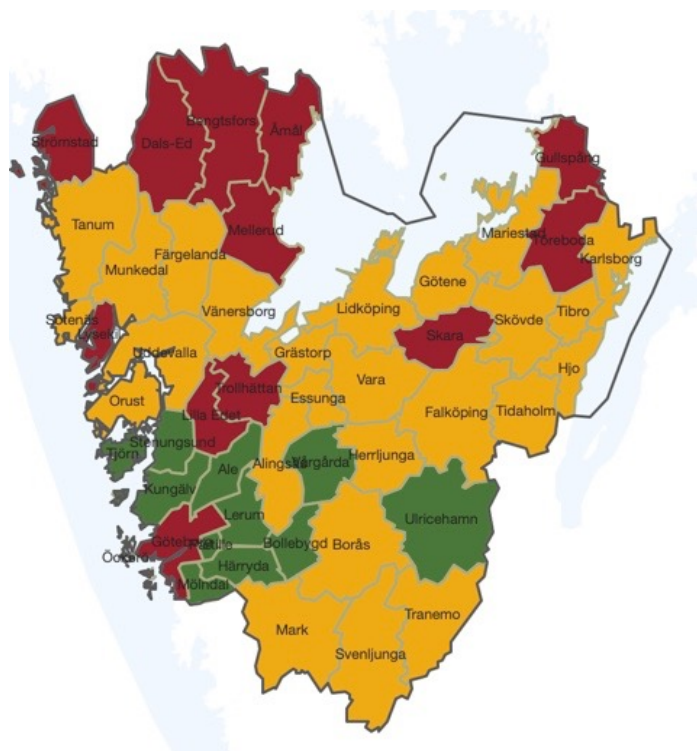 Bengtsfors
Åmål
Strömstad
Dals-Ed
Gullspång
Tanum
Mellerud
Mariestad
Töreboda
Färgelanda
Karlsborg
Munkedal
Götene
Vänersborg
Lidköping
Tibro
Sotenäs
Skövde
Lysekil
Skara
Uddevalla
Grästorp
Hjo
Vara
Trollhättan
Essunga
Orust
Falköping
Tidaholm
Lilla Edet
Stenungsund
Tjörn
Herrljunga
Alingsås
Vårgårda
Ale
Kungälv
Lerum
Ulricehamn
Göteborg
Bollebygd
Borås
Partille
Öckerö
Härryda
Mölndal
Tranemo
Mark
Svenljunga